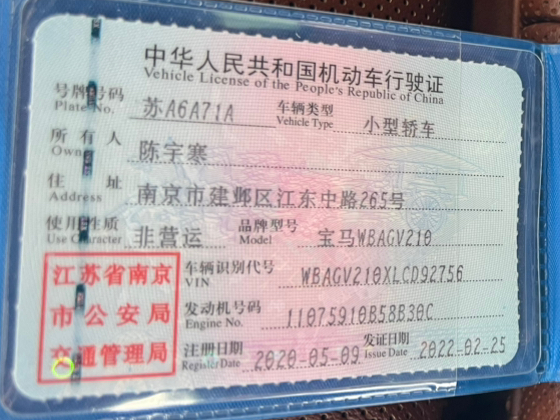 中华人民共和国机动车行驶证
Vehicle License of the People's Republic of China
号牌号码 苏A6A71A 车辆类型 小型轿车
Plate No. Vehicle Type
所有人 陈宇寒
Owner
住址 南京市建邺区江东中路265号
Address
使用性质 非营运 品牌型号 宝马WBAGV210
Use Character Model
江苏省南京市公安局交通管理局
车辆识别代号 WBAGV210XLCD92756
VIN
发动机号码 11075910B58B30C
Engine No.
注册日期 2020-05-09 发证日期 2022-02-25
Register Date Issue Date